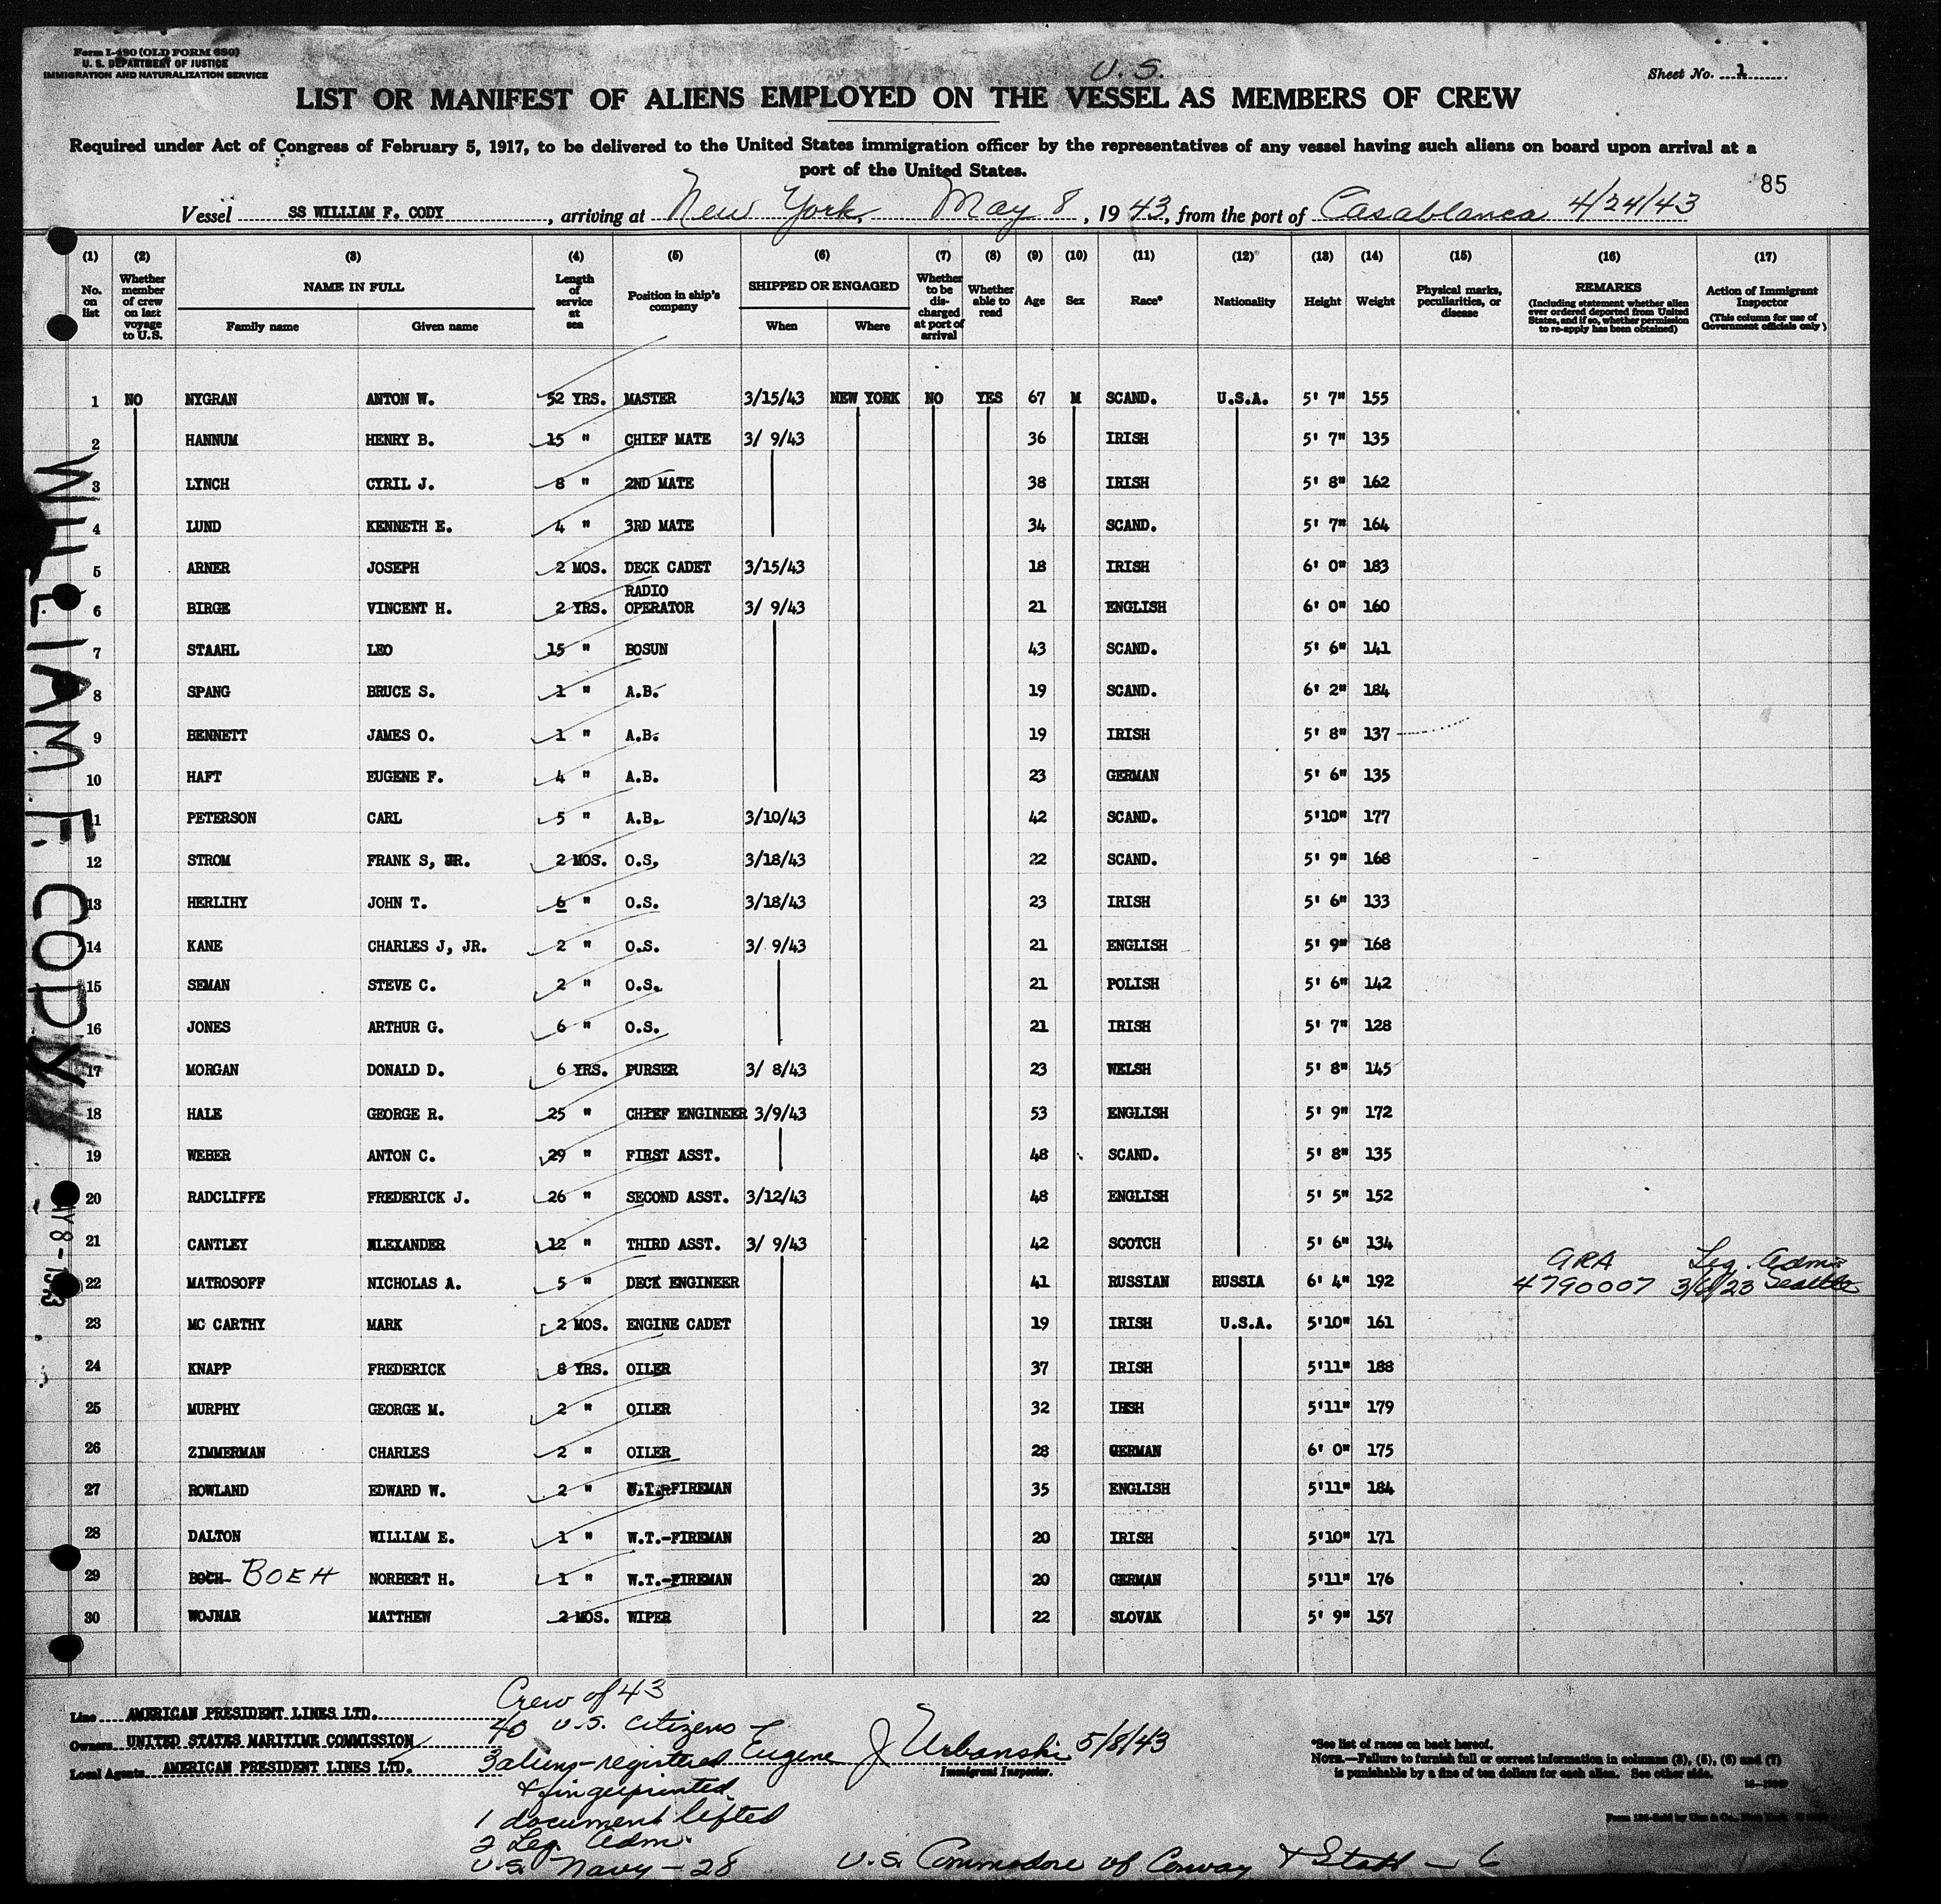 Form I-480 (OLD FORM 680)
U. S. DEPARTMENT OF JUSTICE
IMMIGRATION AND NATURALIZATION SERVICE
U. S.
Sheet No. 1
LIST OR MANIFEST OF ALIENS EMPLOYED ON THE VESSEL AS MEMBERS OF CREW
Required under Act of Congress of February 5, 1917, to be delivered to the United States immigration officer by the representatives of any vessel having such aliens on board upon arrival at a
port of the United States.
85
Vessel SS WILLIAM F. CODY, arriving at New York, May 8, 1943, from the port of Casablanca 4/24/43
(1) (2) (3) (4) (5) (6) (7) (8) (9) (10) (11) (12) (13) (14) (15) (16) (17)
No. on list
Whether member of crew on last voyage to U.S.
NAME IN FULL
Family name Given name
Length of service at sea
Position in ship's company
SHIPPED OR ENGAGED
When Where
Whether to be discharged at port of arrival
Whether able to read
Age
Sex
Race*
Nationality
Height
Weight
Physical marks, peculiarities, or disease
REMARKS
(Including statement whether alien ever ordered deported from United States, and if so, whether permission to re-apply has been obtained)
Action of Immigrant Inspector
(This column for use of Government officials only)
1 NO NYGRAN ANTON W. 52 YRS. MASTER 3/15/43 NEW YORK NO YES 67 M SCAND. U.S.A. 5' 7" 155
2 HANNUM HENRY B. 15 " CHIEF MATE 3/ 9/43 36 IRISH 5' 7" 135
3 LYNCH CYRIL J. 8 " 2ND MATE 38 IRISH 5' 8" 162
4 LUND KENNETH E. 4 " 3RD MATE 34 SCAND. 5' 7" 164
5 ARNER JOSEPH 2 MOS. DECK CADET 3/15/43 18 IRISH 6' 0" 183
6 BIRGE VINCENT H. 2 YRS. RADIO OPERATOR 3/ 9/43 21 ENGLISH 6' 0" 160
7 STAAHL LEO 15 " BOSUN 43 SCAND. 5' 6" 141
8 SPANG BRUCE S. 1 " A.B. 19 SCAND. 6' 2" 184
9 BENNETT JAMES O. 1 " A.B. 19 IRISH 5' 8" 137
10 HAFT EUGENE F. 4 " A.B. 23 GERMAN 5' 6" 135
11 PETERSON CARL 5 " A.B. 3/10/43 42 SCAND. 5'10" 177
12 STROM FRANK S, JR. 2 MOS. O.S. 3/18/43 22 SCAND. 5' 9" 168
13 HERLIHY JOHN T. 6 " O.S. 3/18/43 23 IRISH 5' 6" 133
14 KANE CHARLES J, JR. 2 " O.S. 3/ 9/43 21 ENGLISH 5' 9" 168
15 SEMAN STEVE C. 2 " O.S. 21 POLISH 5' 6" 142
16 JONES ARTHUR G. 6 " O.S. 21 IRISH 5' 7" 128
17 MORGAN DONALD D. 6 YRS. PURSER 3/ 8/43 23 WELSH 5' 8" 145
18 HALE GEORGE R. 25 " CHIEF ENGINEER 3/9/43 53 ENGLISH 5' 9" 172
19 WEBER ANTON C. 29 " FIRST ASST. 48 SCAND. 5' 8" 135
20 RADCLIFFE FREDERICK J. 26 " SECOND ASST. 3/12/43 48 ENGLISH 5' 5" 152
21 CANTLEY ALEXANDER 12 " THIRD ASST. 3/ 9/43 42 SCOTCH 5' 6" 134
22 MATROSOFF NICHOLAS A. 5 " DECK ENGINEER 41 RUSSIAN RUSSIA 6' 4" 192 ARA 4790007 Leg. Adm 3/6/23 Seattle
23 MC CARTHY MARK 2 MOS. ENGINE CADET 19 IRISH U.S.A. 5'10" 161
24 KNAPP FREDERICK 8 YRS. OILER 37 IRISH 5'11" 188
25 MURPHY GEORGE M. 2 " OILER 32 IRSH 5'11" 179
26 ZIMMERMAN CHARLES 2 " OILER 28 GERMAN 6' 0" 175
27 ROWLAND EDWARD W. 2 " W.T.-FIREMAN 35 ENGLISH 5'11" 184
28 DALTON WILLIAM E. 1 " W.T.-FIREMAN 20 IRISH 5'10" 171
29 BOCH BOEH NORBERT H. 1 " W.T.-FIREMAN 20 GERMAN 5'11" 176
30 WOJNAR MATTHEW 2 MOS. WIPER 22 SLOVAK 5' 9" 157
WILLIAM F. CODY
Line AMERICAN PRESIDENT LINES LTD.
Owners UNITED STATES MARITIME COMMISSION
Local Agents AMERICAN PRESIDENT LINES LTD.
Crew of 43
40 U.S. Citizens
3 aliens-registered
& fingerprinted
1 document lifted
2 Leg. Adm.
U.S. Navy - 28
U.S. Commodore of Convoy & Staff - 6
Eugene J Urbanski 5/8/43
Immigrant Inspector.
*See list of races on back hereof.
NOTE.—Failure to furnish full or correct information in columns (3), (5), (6) and (7)
is punishable by a fine of ten dollars for each alien. See other side.